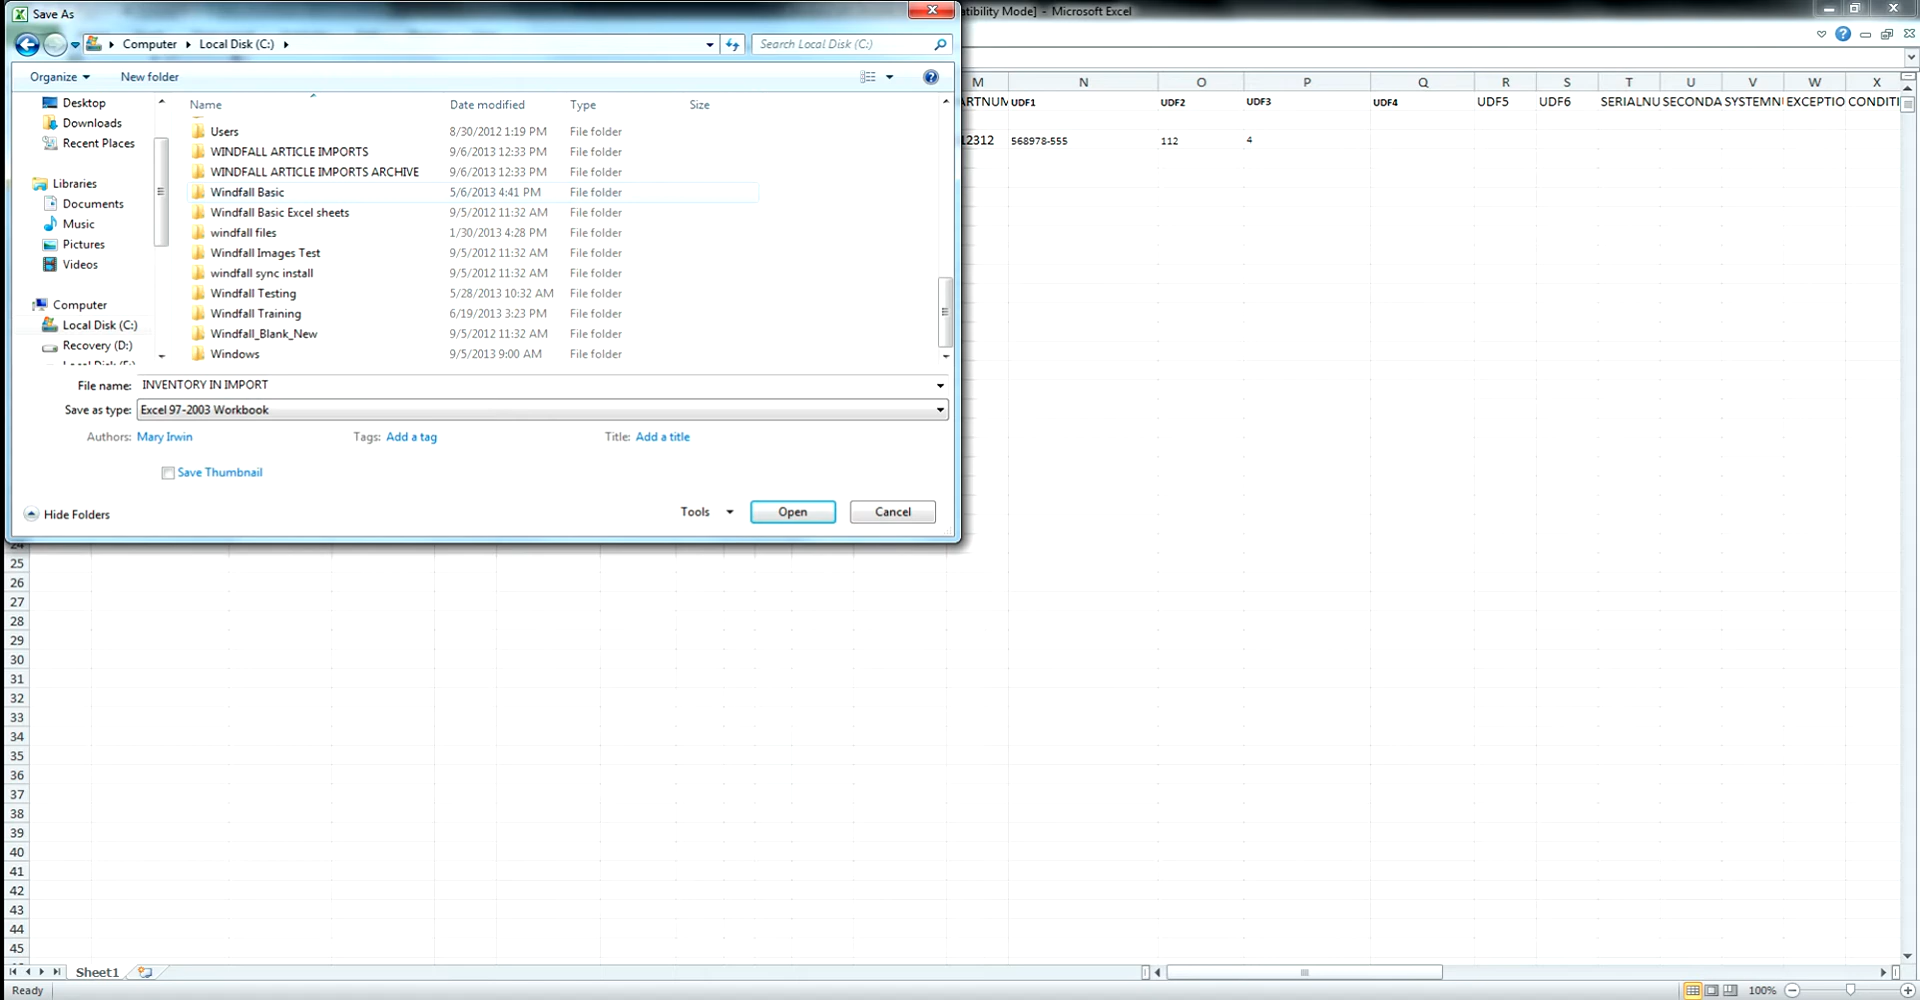 Save As
atibility Mode] - Microsoft Excel
Computer Local Disk (C:)
Search Local Disk (C:)
Organize New folder
Name Date modified Type Size
Desktop
Downloads
Recent Places
Libraries
Documents
Music
Pictures
Videos
Computer
Local Disk (C:)
Recovery (D:)
Users 8/30/2012 1:19 PM File folder
WINDFALL ARTICLE IMPORTS 9/6/2013 12:33 PM File folder
WINDFALL ARTICLE IMPORTS ARCHIVE 9/6/2013 12:33 PM File folder
Windfall Basic 5/6/2013 4:41 PM File folder
Windfall Basic Excel sheets 9/5/2012 11:32 AM File folder
windfall files 1/30/2013 4:28 PM File folder
Windfall Images Test 9/5/2012 11:32 AM File folder
windfall sync install 9/5/2012 11:32 AM File folder
Windfall Testing 5/28/2013 10:32 AM File folder
Windfall Training 6/19/2013 3:23 PM File folder
Windfall_Blank_New 9/5/2012 11:32 AM File folder
Windows 9/5/2013 9:00 AM File folder
File name: INVENTORY IN IMPORT
Save as type: Excel 97-2003 Workbook
Authors: Mary Irwin Tags: Add a tag Title: Add a title
Save Thumbnail
Hide Folders Tools Open Cancel
M N O P Q R S T U V W X
ARTNUM UDF1 UDF2 UDF3 UDF4 UDF5 UDF6 SERIALNU SECONDA SYSTEMN EXCEPTIO CONDITI
12312 568978-555 112 4
24
25
26
27
28
29
30
31
32
33
34
35
36
37
38
39
40
41
42
43
44
45
Sheet1
Ready 100%